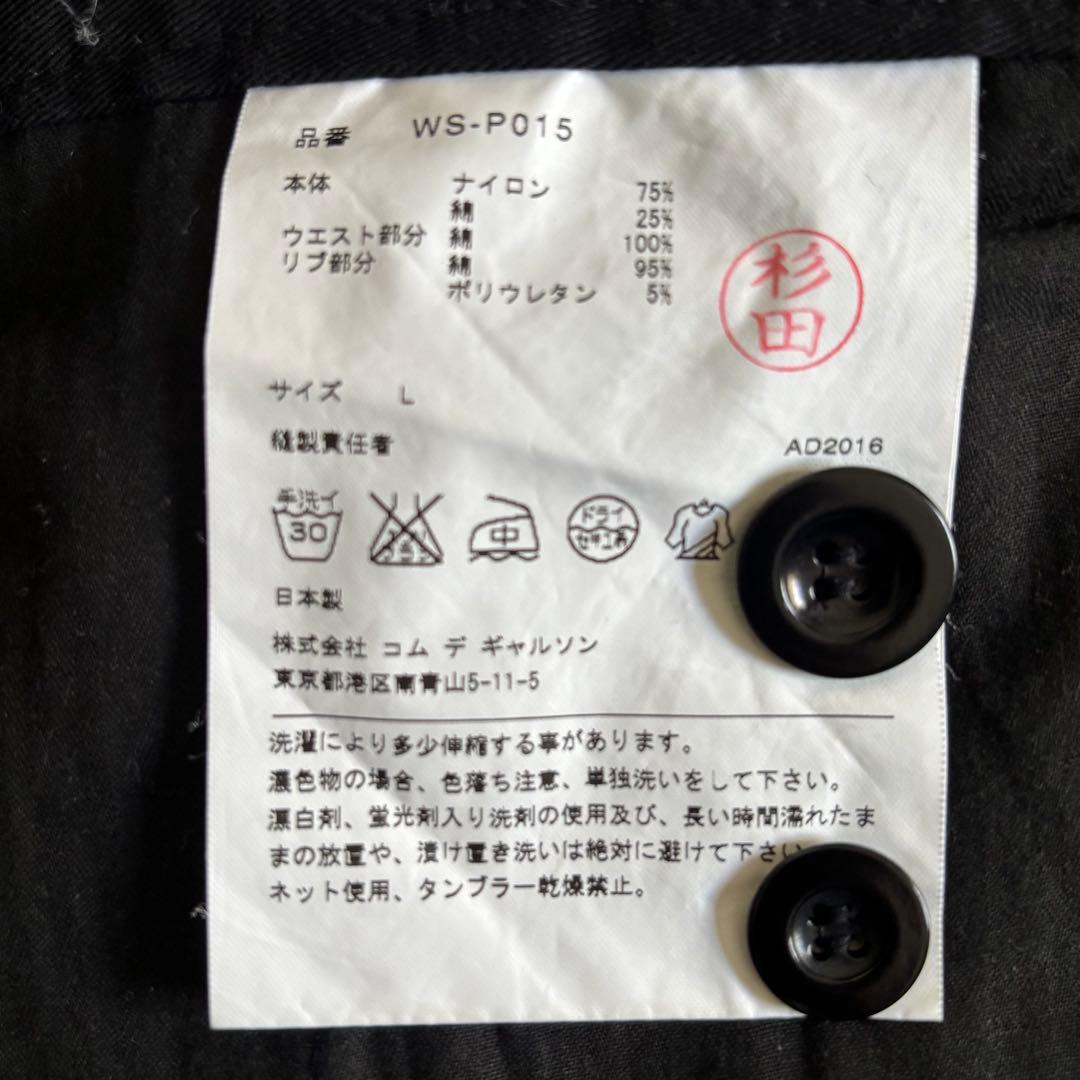 品番 WS-P015
本体 ナイロン 75%
綿 25%
ウエスト部分 綿 100%
リブ部分 綿 95%
ポリウレタン 5%
杉田
サイズ L
縫製責任者 AD2016
手洗イ 30 中 ドライ セキユ系
日本製
株式会社 コム デ ギャルソン
東京都港区南青山5-11-5
洗濯により多少伸縮する事があります。
濃色物の場合、色落ち注意、単独洗いをして下さい。
漂白剤、蛍光剤入り洗剤の使用及び、長い時間濡れたま
まの放置や、漬け置き洗いは絶対に避けて下さい
ネット使用、タンブラー乾燥禁止。